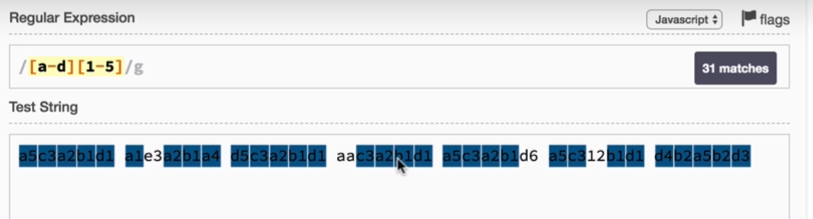 Regular Expression
Javascript flags
/[a-d][1-5]/g
31 matches
Test String
a5c3a2b1d1 a1e3a2b1a4 d5c3a2b1d1 aac3a2b1d1 a5c3a2b1d6 a5c312b1d1 d4b2a5b2d3